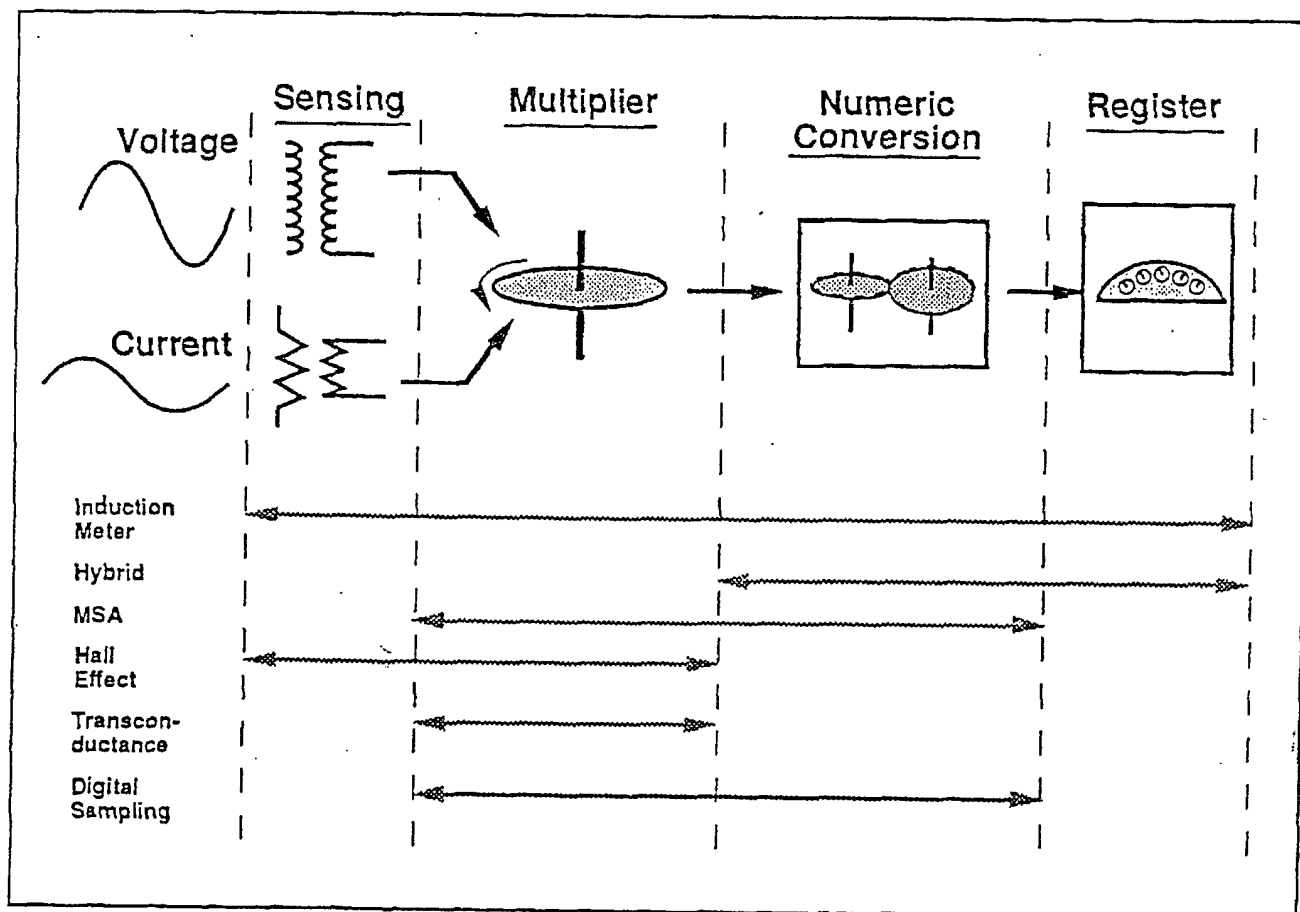 Sensing
Multiplier
Numeric
Conversion
Register
Voltage
Current
Induction
Meter
Hybrid
MSA
Hall
Effect
Transcon-
ductance
Digital
Sampling